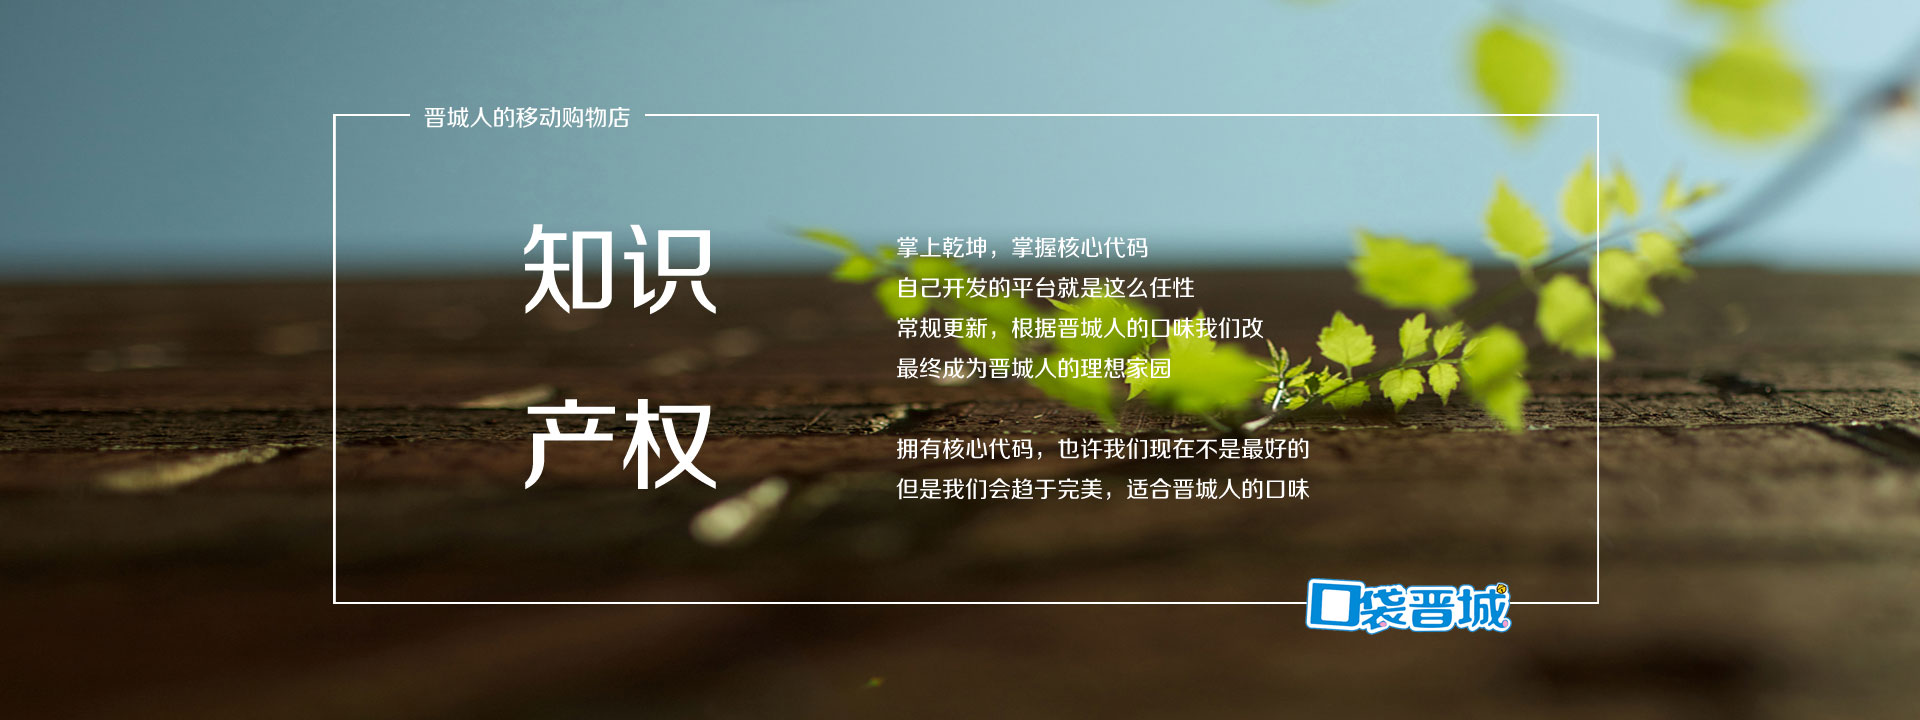 晋城人的移动购物店
知识
产权
掌上乾坤，掌握核心代码
自己开发的平台就是这么任性
常规更新，根据晋城人的口味我们改
最终成为晋城人的理想家园
拥有核心代码，也许我们现在不是最好的
但是我们会趋于完美，适合晋城人的口味
口袋晋城